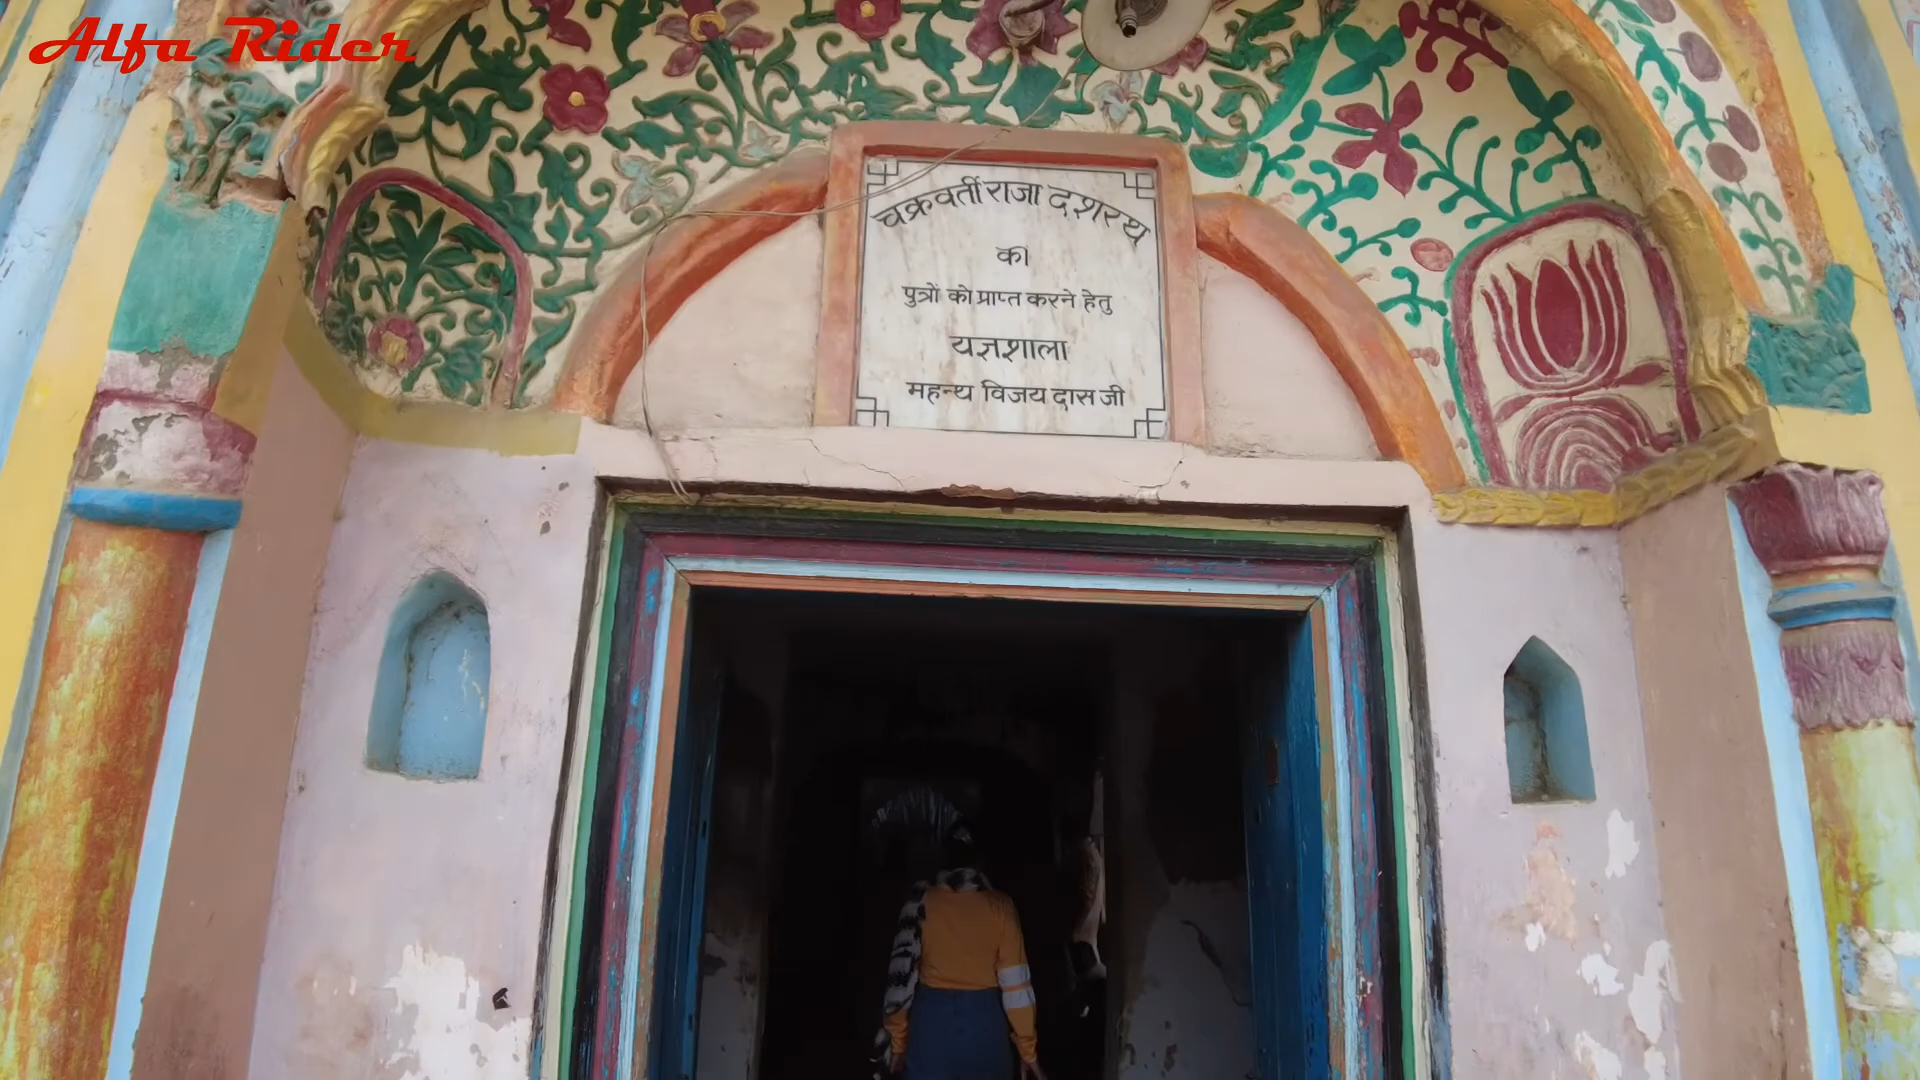 Alfa Rider
चक्रवर्ती राजा दशरथ
की
पुत्रों को प्राप्त करने हेतु
यज्ञशाला
महन्थ विजय दास जी